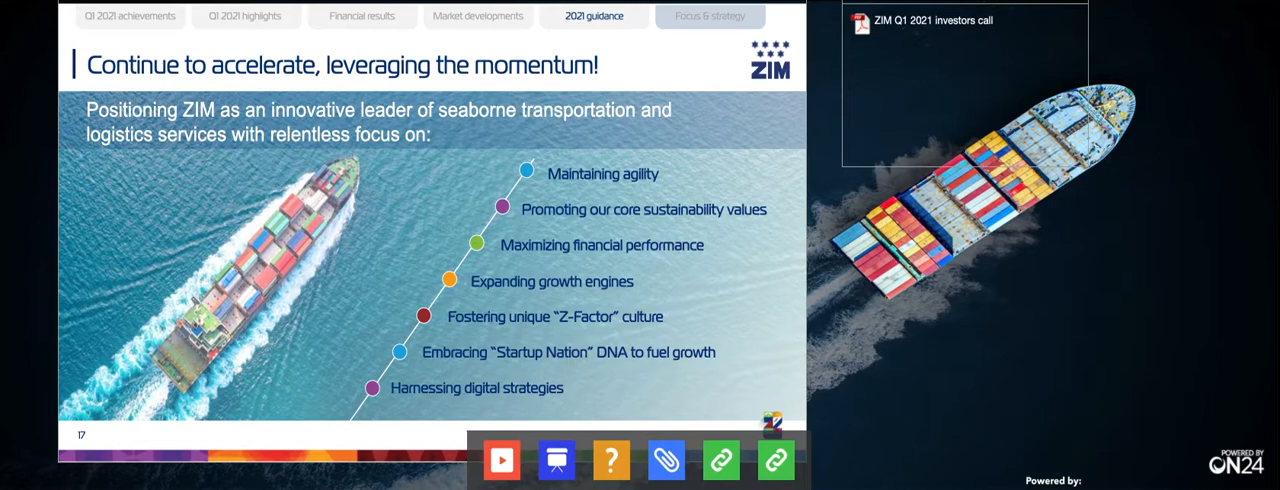 Q1 2021 achievements
Q1 2021 highlights
Financial results
Market developments
2021 guidance
Focus & strategy
Continue to accelerate, leveraging the momentum!
ZIM
Positioning ZIM as an innovative leader of seaborne transportation and
logistics services with relentless focus on:
Maintaining agility
Promoting our core sustainability values
Maximizing financial performance
Expanding growth engines
Fostering unique “Z-Factor” culture
Embracing “Startup Nation” DNA to fuel growth
Harnessing digital strategies
17
?
PDF
ZIM Q1 2021 investors call
POWERED BY
ON24
Powered by: